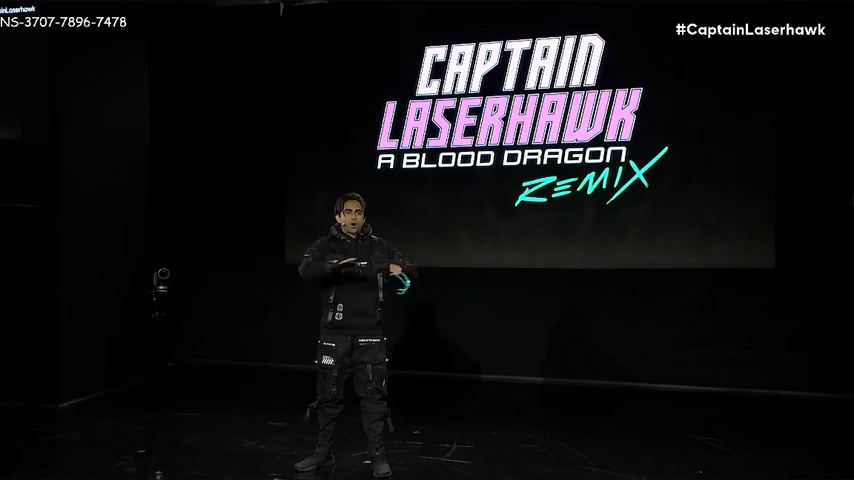 NS-3707-7896-7478
#CaptainLaserhawk
CAPTAIN
LASERHAWK
A BLOOD DRAGON
REMIX